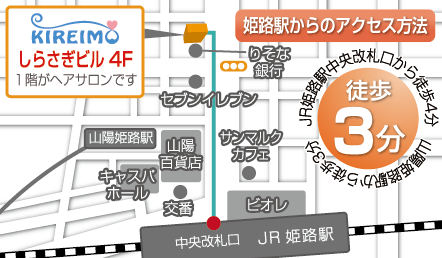 KIREIMO
しらさぎビル 4F
1階がヘアサロンです
姫路駅からのアクセス方法
りそな
銀行
セブンイレブン
JR姫路駅中央改札口から徒歩4分
徒歩
3分
山陽姫路駅から徒歩3分
山陽姫路駅
山陽
百貨店
サンマルク
カフェ
キャスパ
ホール
交番
ピオレ
中央改札口
JR 姫路駅